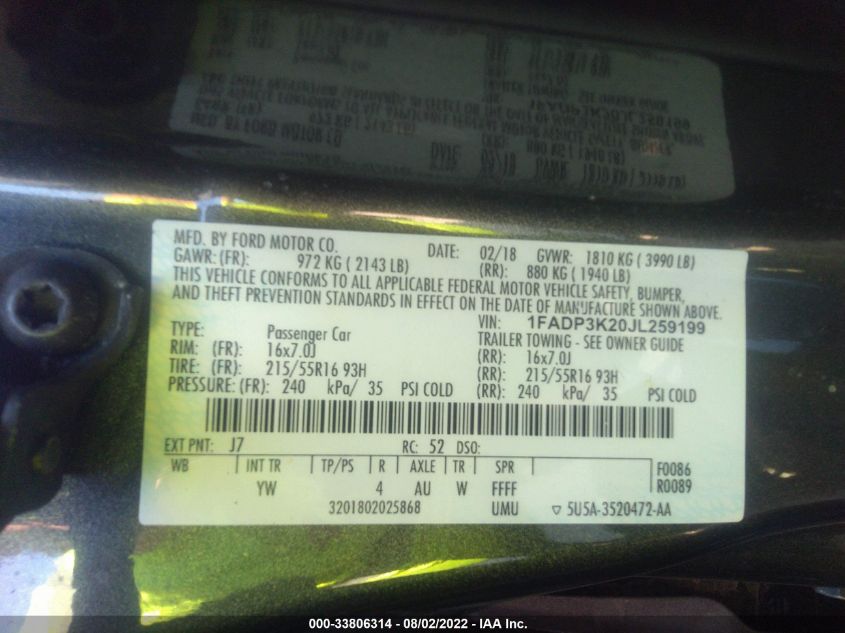 MFD. BY FORD MOTOR CO. DATE: 02/18 GVWR: 1810 KG ( 3990 LB)
GAWR: (FR): 972 KG ( 2143 LB) (RR): 880 KG ( 1940 LB)
THIS VEHICLE CONFORMS TO ALL APPLICABLE FEDERAL MOTOR VEHICLE SAFETY, BUMPER,
AND THEFT PREVENTION STANDARDS IN EFFECT ON THE DATE OF MANUFACTURE SHOWN ABOVE.
VIN: 1FADP3K20JL259199
TYPE: Passenger Car TRAILER TOWING - SEE OWNER GUIDE
RIM: (FR): 16x7.0J (RR): 16x7.0J
TIRE: (FR): 215/55R16 93H (RR): 215/55R16 93H
PRESSURE: (FR): 240 kPa/ 35 PSI COLD (RR): 240 kPa/ 35 PSI COLD
EXT PNT: J7 RC: 52 DSO:
WB INT TR TP/PS R AXLE TR SPR F0086
YW 4 AU W FFFF R0089
3201802025868 UMU ▽ 5U5A-3520472-AA
000-33806314 - 08/02/2022 - IAA Inc.